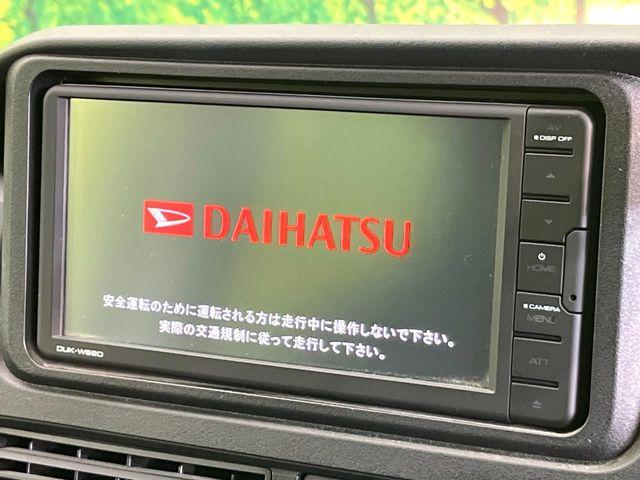 DAIHATSU
安全運転のために運転される方は走行中に操作しないで下さい。
実際の交通規制に従って走行して下さい。
DUK-W68D
AV
DISP OFF
HOME
CAMERA
MENU
ATT